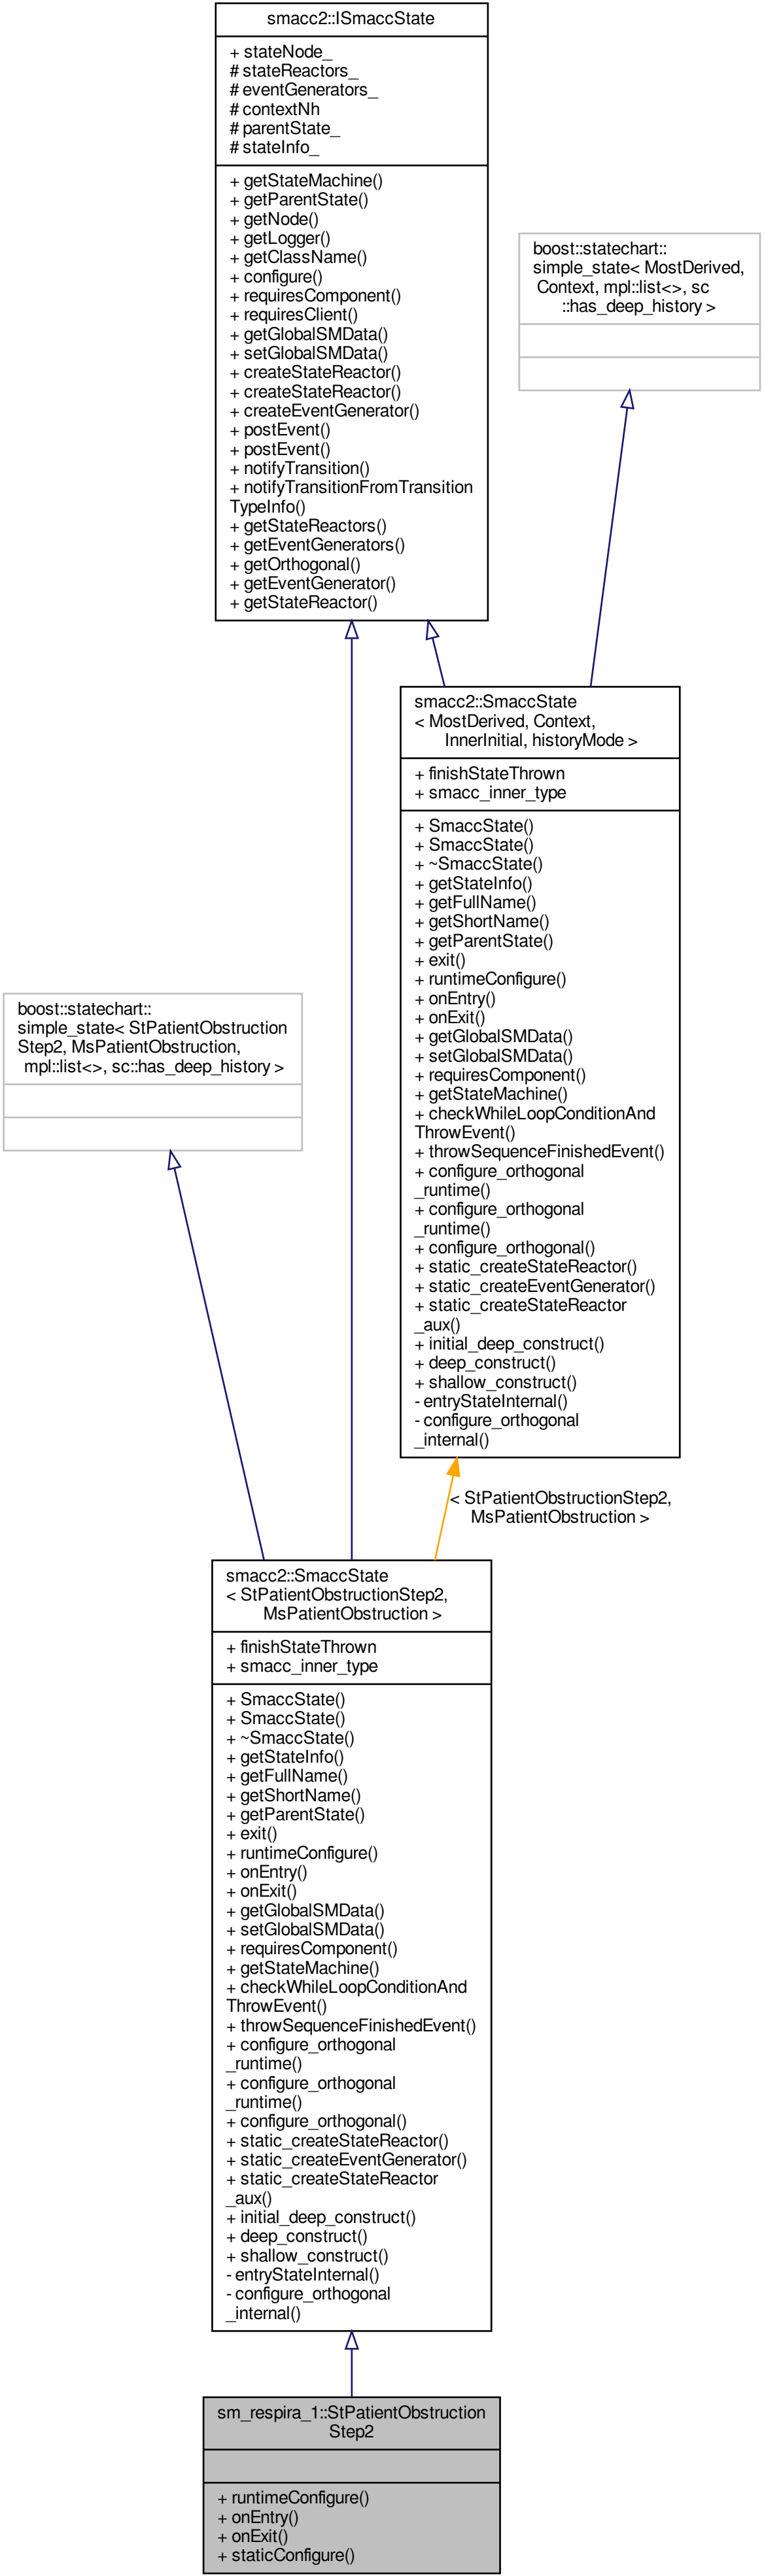 smacc2::ISmaccState
+ stateNode_
# stateReactors_
# eventGenerators_
# contextNh
# parentState_
# stateInfo_
+ getStateMachine()
+ getParentState()
+ getNode()
+ getLogger()
+ getClassName()
+ configure()
+ requiresComponent()
+ requiresClient()
+ getGlobalSMData()
+ setGlobalSMData()
+ createStateReactor()
+ createStateReactor()
+ createEventGenerator()
+ postEvent()
+ postEvent()
+ notifyTransition()
+ notifyTransitionFromTransition
TypeInfo()
+ getStateReactors()
+ getEventGenerators()
+ getOrthogonal()
+ getEventGenerator()
+ getStateReactor()
boost::statechart::
simple_state< MostDerived,
Context, mpl::list<>, sc
::has_deep_history >
smacc2::SmaccState
< MostDerived, Context,
InnerInitial, historyMode >
+ finishStateThrown
+ smacc_inner_type
+ SmaccState()
+ SmaccState()
+ ~SmaccState()
+ getStateInfo()
+ getFullName()
+ getShortName()
+ getParentState()
+ exit()
+ runtimeConfigure()
+ onEntry()
+ onExit()
+ getGlobalSMData()
+ setGlobalSMData()
+ requiresComponent()
+ getStateMachine()
+ checkWhileLoopConditionAnd
ThrowEvent()
+ throwSequenceFinishedEvent()
+ configure_orthogonal
_runtime()
+ configure_orthogonal
_runtime()
+ configure_orthogonal()
+ static_createStateReactor()
+ static_createEventGenerator()
+ static_createStateReactor
_aux()
+ initial_deep_construct()
+ deep_construct()
+ shallow_construct()
- entryStateInternal()
- configure_orthogonal
_internal()
boost::statechart::
simple_state< StPatientObstruction
Step2, MsPatientObstruction,
mpl::list<>, sc::has_deep_history >
< StPatientObstructionStep2,
MsPatientObstruction >
smacc2::SmaccState
< StPatientObstructionStep2,
MsPatientObstruction >
+ finishStateThrown
+ smacc_inner_type
+ SmaccState()
+ SmaccState()
+ ~SmaccState()
+ getStateInfo()
+ getFullName()
+ getShortName()
+ getParentState()
+ exit()
+ runtimeConfigure()
+ onEntry()
+ onExit()
+ getGlobalSMData()
+ setGlobalSMData()
+ requiresComponent()
+ getStateMachine()
+ checkWhileLoopConditionAnd
ThrowEvent()
+ throwSequenceFinishedEvent()
+ configure_orthogonal
_runtime()
+ configure_orthogonal
_runtime()
+ configure_orthogonal()
+ static_createStateReactor()
+ static_createEventGenerator()
+ static_createStateReactor
_aux()
+ initial_deep_construct()
+ deep_construct()
+ shallow_construct()
- entryStateInternal()
- configure_orthogonal
_internal()
sm_respira_1::StPatientObstruction
Step2
+ runtimeConfigure()
+ onEntry()
+ onExit()
+ staticConfigure()